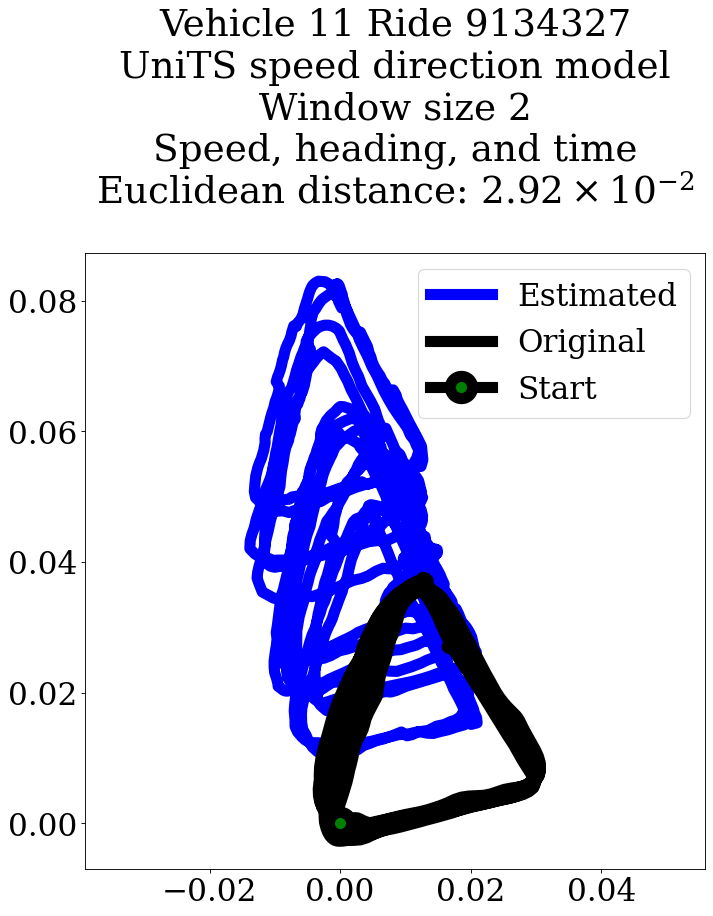 Vehicle 11 Ride 9134327
UniTS speed direction model
Window size 2
Speed, heading, and time
Euclidean distance: 2.92 × 10⁻²
Estimated
Original
Start
0.08
0.06
0.04
0.02
0.00
−0.02 0.00 0.02 0.04